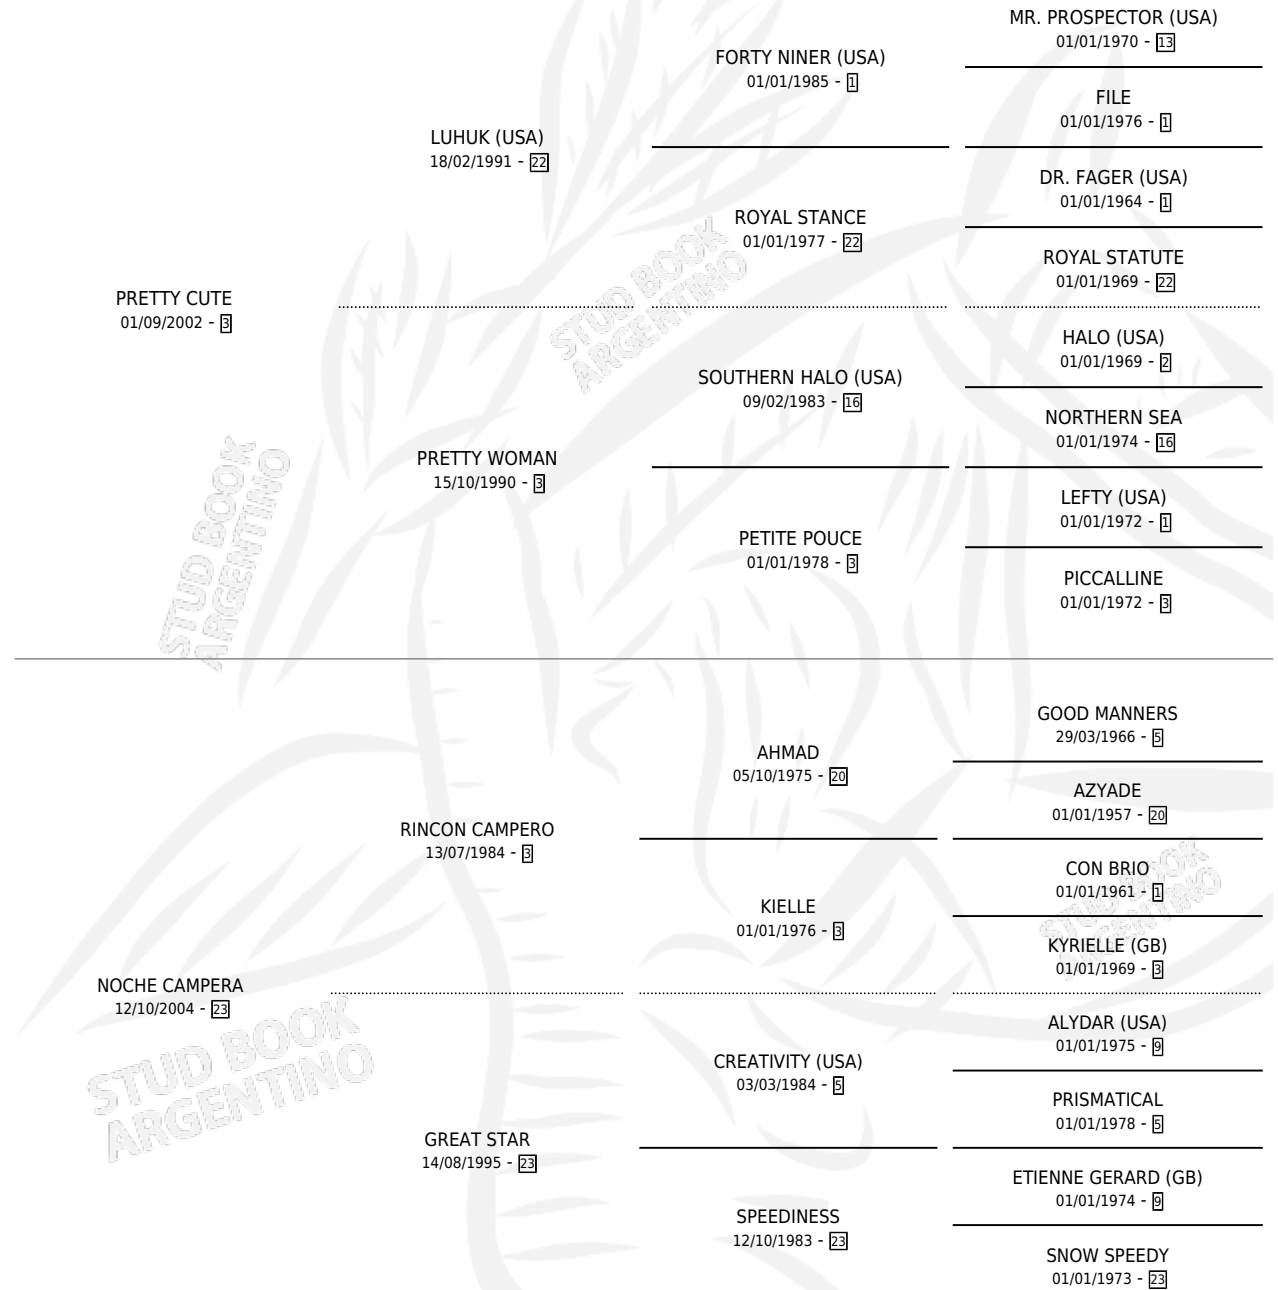 MR. PROSPECTOR (USA)
01/01/1970 - 13
FORTY NINER (USA)
01/01/1985 - 1
FILE
01/01/1976 - 1
LUHUK (USA)
18/02/1991 - 22
DR. FAGER (USA)
01/01/1964 - 1
ROYAL STANCE
01/01/1977 - 22
ROYAL STATUTE
01/01/1969 - 22
PRETTY CUTE
01/09/2002 - 3
STUD BOOK
ARGENTINO
HALO (USA)
01/01/1969 - 2
SOUTHERN HALO (USA)
09/02/1983 - 16
NORTHERN SEA
01/01/1974 - 16
PRETTY WOMAN
15/10/1990 - 3
LEFTY (USA)
01/01/1972 - 1
PETITE POUCE
01/01/1978 - 3
PICCALLINE
01/01/1972 - 3
STUD BOOK
ARGENTINO
GOOD MANNERS
29/03/1966 - 5
AHMAD
05/10/1975 - 20
AZYADE
01/01/1957 - 20
RINCON CAMPERO
13/07/1984 - 3
CON BRIO
01/01/1961 - 1
KIELLE
01/01/1976 - 3
KYRIELLE (GB)
01/01/1969 - 3
STUD BOOK
ARGENTINO
NOCHE CAMPERA
12/10/2004 - 23
ALYDAR (USA)
01/01/1975 - 9
CREATIVITY (USA)
03/03/1984 - 5
PRISMATICAL
01/01/1978 - 5
STUD BOOK
ARGENTINO
GREAT STAR
14/08/1995 - 23
ETIENNE GERARD (GB)
01/01/1974 - 9
SPEEDINESS
12/10/1983 - 23
SNOW SPEEDY
01/01/1973 - 23